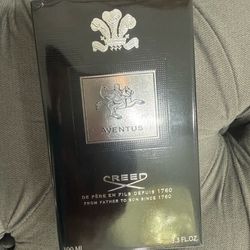 AVENTUS
CREED
DE PÈRE EN FILS DEPUIS 1760
FROM FATHER TO SON SINCE 1760
100 ML
3.3 FL.OZ.